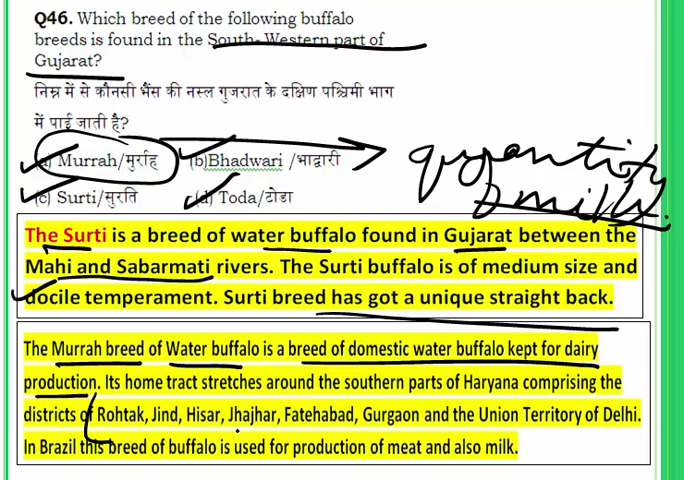 Q46. Which breed of the following buffalo
breeds is found in the South- Western part of
Gujarat?
निम्न में से कौनसी भैंस की नस्ल गुजरात के दक्षिण पश्चिमी भाग
में पाई जाती है?
(a) Murrah/मुर्राह (b)Bhadwari /भाद्वारी
(c) Surti/सुरति (d) Toda/टोडा
quantity
milk.
The Surti is a breed of water buffalo found in Gujarat between the
Mahi and Sabarmati rivers. The Surti buffalo is of medium size and
docile temperament. Surti breed has got a unique straight back.
The Murrah breed of Water buffalo is a breed of domestic water buffalo kept for dairy
production. Its home tract stretches around the southern parts of Haryana comprising the
districts of Rohtak, Jind, Hisar, Jhajhar, Fatehabad, Gurgaon and the Union Territory of Delhi.
In Brazil this breed of buffalo is used for production of meat and also milk.